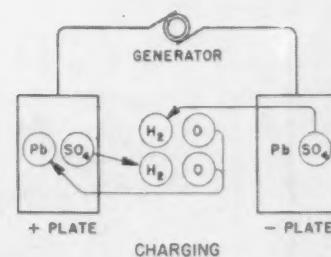 GENERATOR
H₂ O
Pb SO₄ H₂ O Pb SO₄
+ PLATE - PLATE
CHARGING